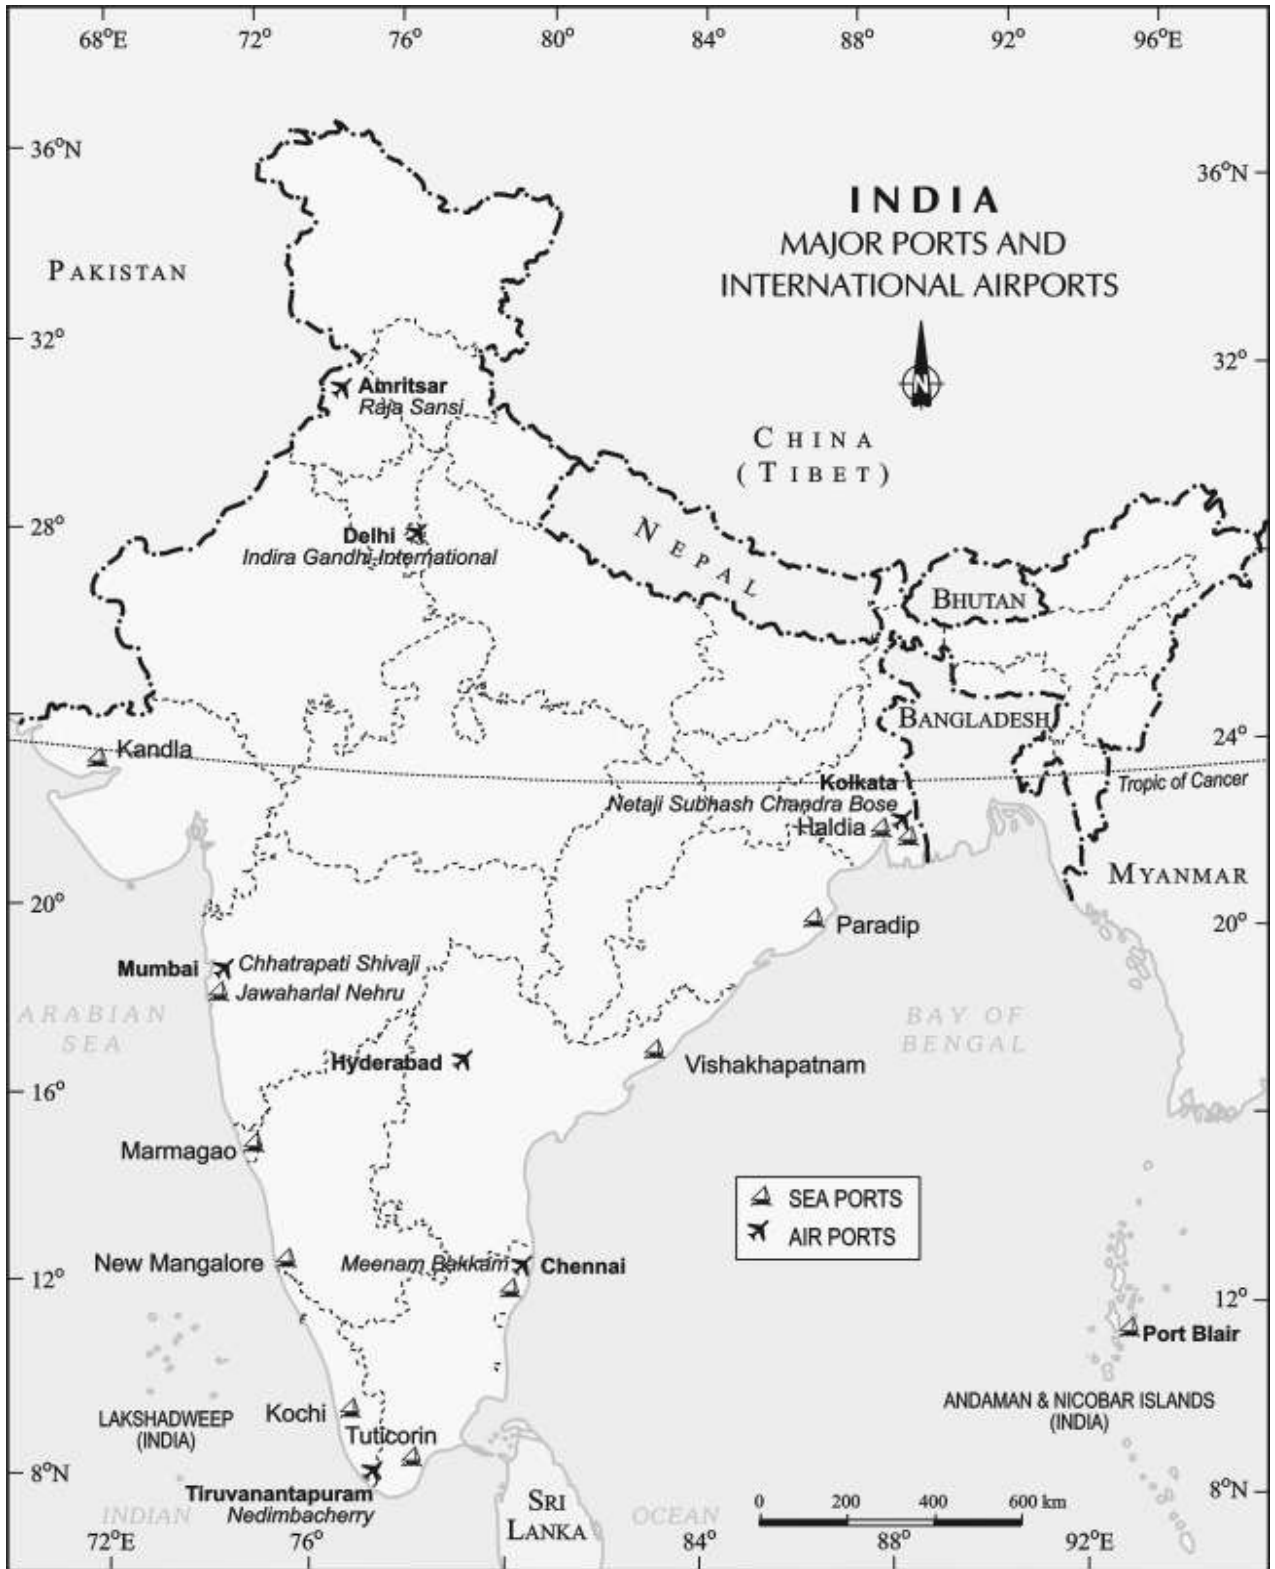 68°E 72° 76° 80° 84° 88° 92° 96°E
36°N
36°N
INDIA
MAJOR PORTS AND
INTERNATIONAL AIRPORTS
PAKISTAN
32°
32°
N
Amritsar
Raja Sansi
CHINA
(TIBET)
28°
28°
Delhi
Indira Gandhi International
NEPAL
BHUTAN
BANGLADESH
24°
Kandla
Tropic of Cancer
Kolkata
Netaji Subhash Chandra Bose
Haldia
MYANMAR
20°
20°
Paradip
Mumbai
Chhatrapati Shivaji
Jawaharlal Nehru
ARABIAN
SEA
BAY OF
BENGAL
Hyderabad
Vishakhapatnam
16°
Marmagao
SEA PORTS
AIR PORTS
New Mangalore
Meenam Bakkam
Chennai
12°
12°
Port Blair
LAKSHADWEEP
(INDIA)
Kochi
Tuticorin
ANDAMAN & NICOBAR ISLANDS
(INDIA)
8°N
8°N
Tiruvanantapuram
Nedimbacherry
SRI
LANKA
INDIAN
OCEAN
0 200 400 600 km
72°E 76° 84° 88° 92°E